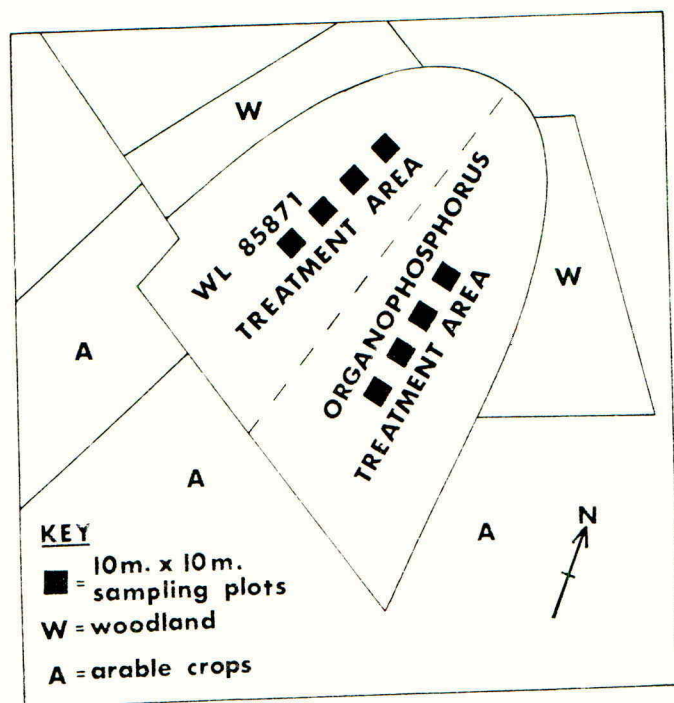 W
WL 85871
TREATMENT AREA
ORGANOPHOSPHORUS
TREATMENT AREA
W
A
A
A
N
KEY
= 10m. x 10m.
sampling plots
W = woodland
A = arable crops